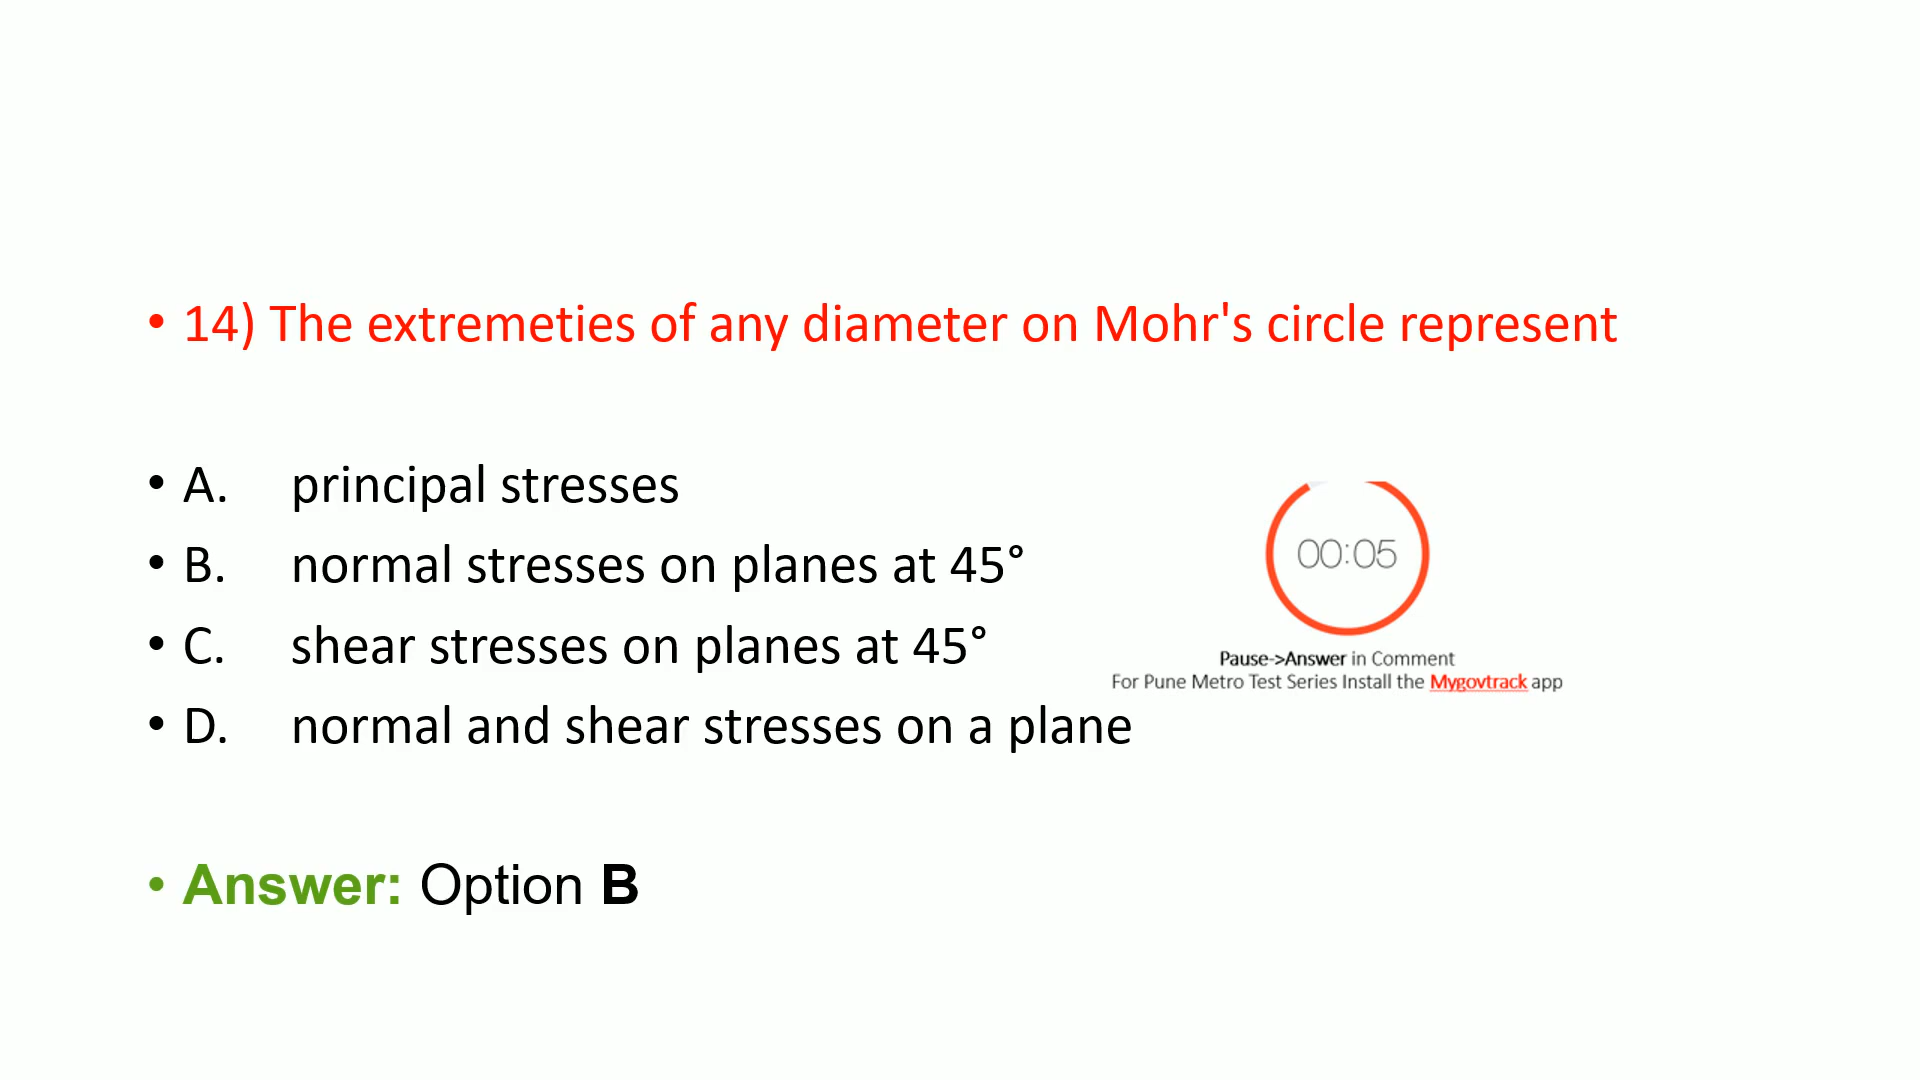 • 14) The extremeties of any diameter on Mohr's circle represent
• A. principal stresses
• B. normal stresses on planes at 45°
• C. shear stresses on planes at 45°
• D. normal and shear stresses on a plane
00:05
Pause->Answer in Comment
For Pune Metro Test Series Install the Mygovtrack app
• Answer: Option B